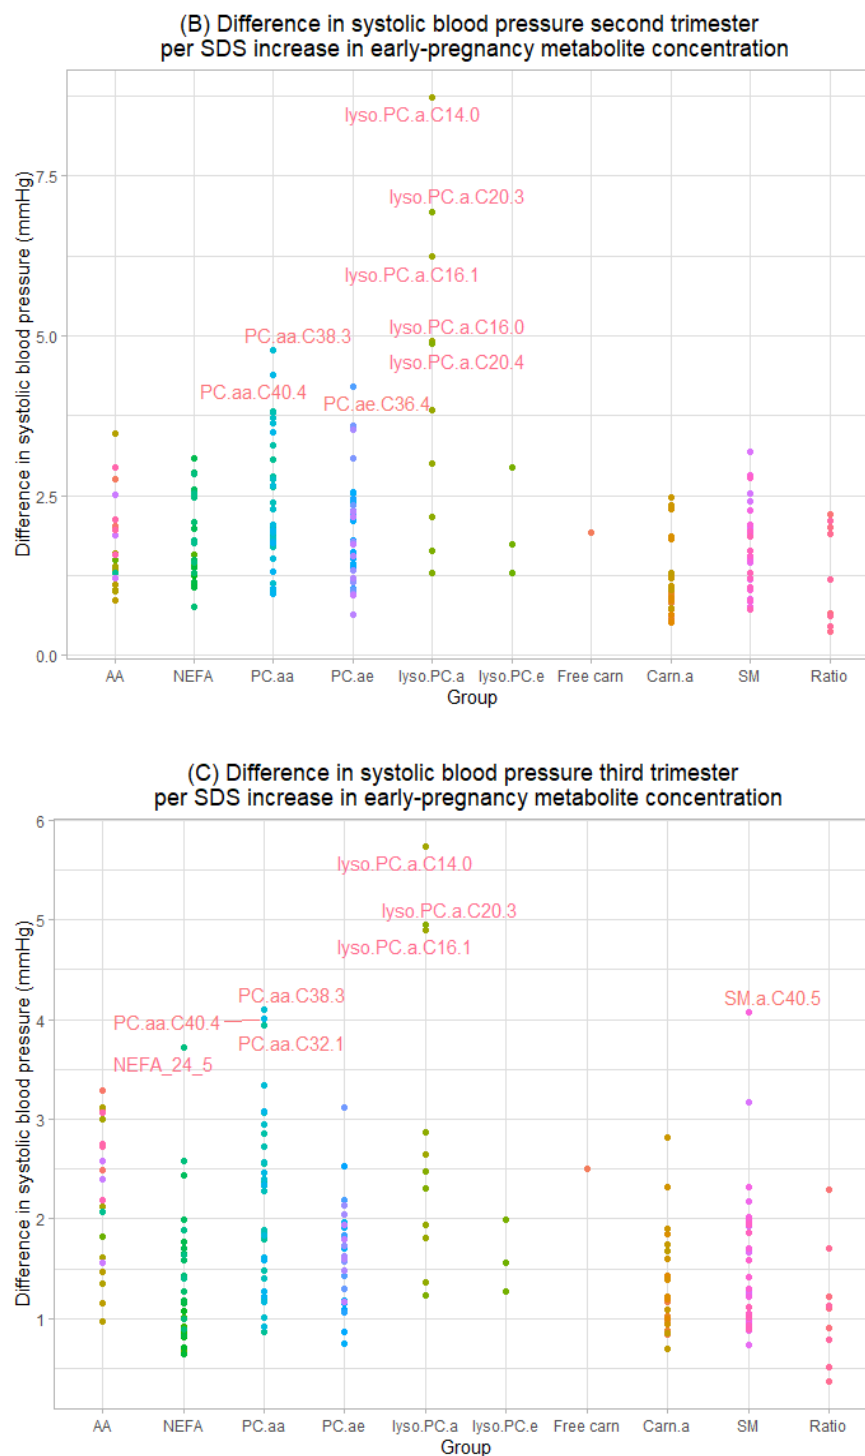 (B) Difference in systolic blood pressure second trimester
per SDS increase in early-pregnancy metabolite concentration
Difference in systolic blood pressure (mmHg)
7.5
5.0
2.5
0.0
lyso.PC.a.C14.0
lyso.PC.a.C20.3
lyso.PC.a.C16.1
lyso.PC.a.C16.0
PC.aa.C38.3
lyso.PC.a.C20.4
PC.aa.C40.4
PC.ae.C36.4
AA NEFA PC.aa PC.ae lyso.PC.a lyso.PC.e Free carn Carn.a SM Ratio
Group
(C) Difference in systolic blood pressure third trimester
per SDS increase in early-pregnancy metabolite concentration
Difference in systolic blood pressure (mmHg)
6
5
4
3
2
1
lyso.PC.a.C14.0
lyso.PC.a.C20.3
lyso.PC.a.C16.1
PC.aa.C38.3
SM.a.C40.5
PC.aa.C40.4
PC.aa.C32.1
NEFA_24_5
AA NEFA PC.aa PC.ae lyso.PC.a lyso.PC.e Free carn Carn.a SM Ratio
Group